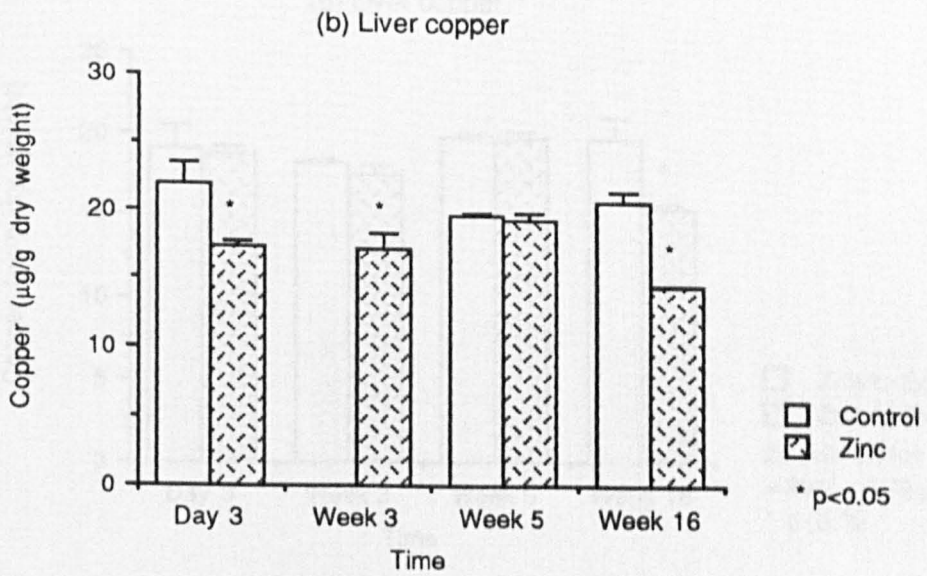 (b) Liver copper
Copper (µg/g dry weight)
30
20
10
0
*
*
*
Day 3
Week 3
Week 5
Week 16
Time
Control
Zinc
* p<0.05